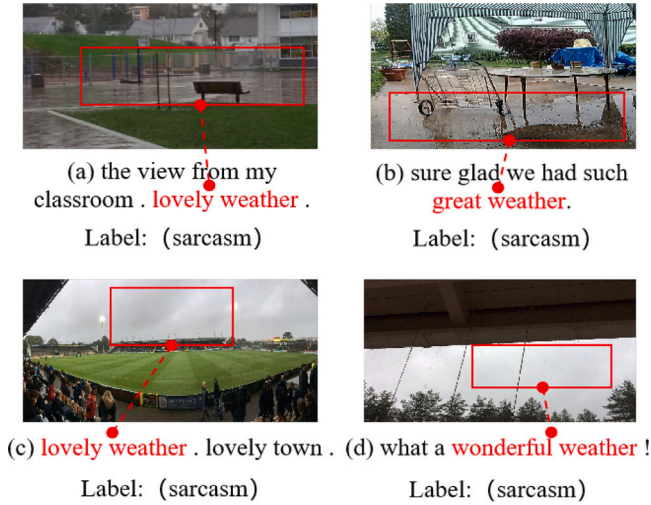 (a) the view from my
classroom . lovely weather .
Label: (sarcasm)
(b) sure glad we had such
great weather.
Label: (sarcasm)
(c) lovely weather . lovely town .
Label: (sarcasm)
(d) what a wonderful weather !
Label: (sarcasm)